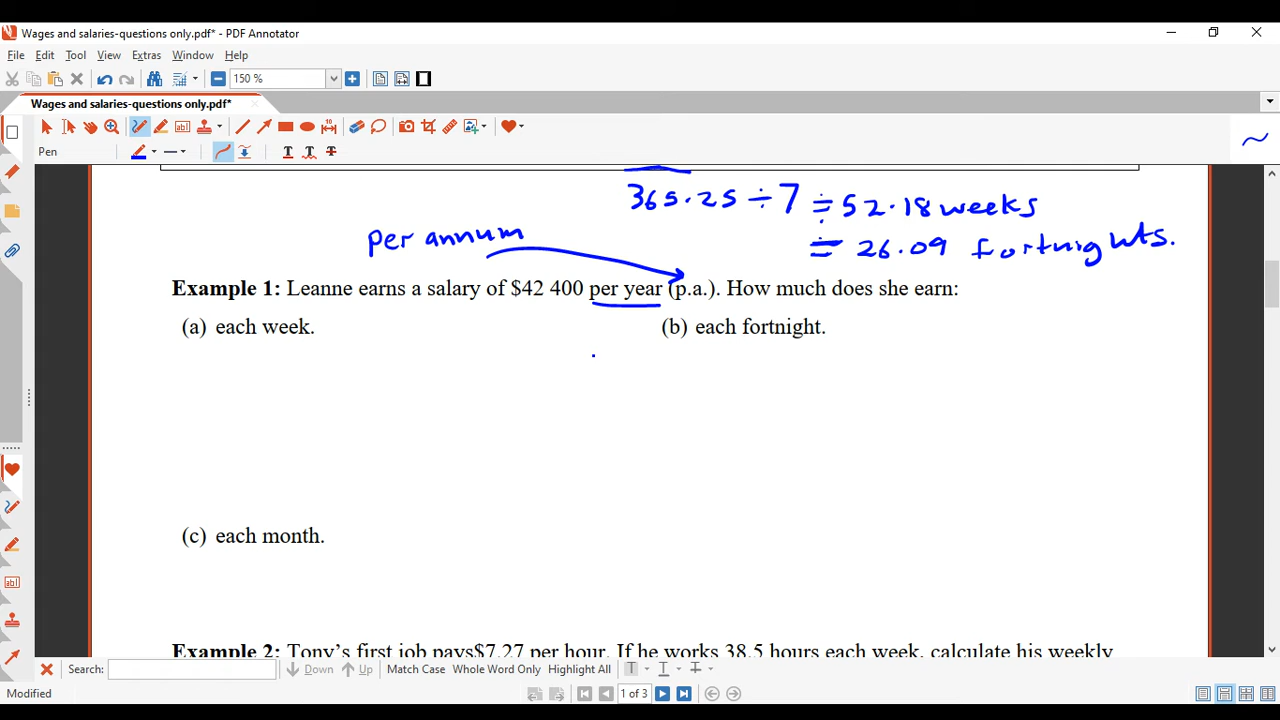 Wages and salaries-questions only.pdf* - PDF Annotator
File Edit Tool View Extras Window Help
150 %
Wages and salaries-questions only.pdf*
Pen
365.25 ÷ 7 ≑ 52.18 weeks
≑ 26.09 fortnights.
per annum
Example 1: Leanne earns a salary of $42 400 per year (p.a.). How much does she earn:
(a) each week. (b) each fortnight.
(c) each month.
Example 2: Tony's first job pays$7.27 per hour. If he works 38.5 hours each week, calculate his weekly
Search: Down Up Match Case Whole Word Only Highlight All T T T
Modified 1 of 3